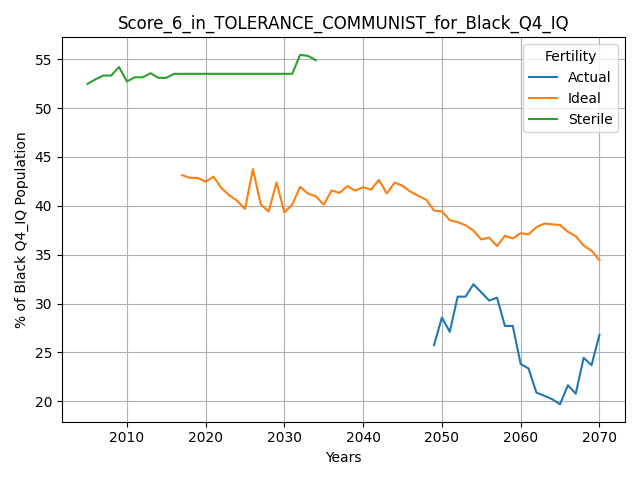 Score_6_in_TOLERANCE_COMMUNIST_for_Black_Q4_IQ
% of Black Q4_IQ Population
55
50
45
40
35
30
25
20
Fertility
Actual
Ideal
Sterile
2010 2020 2030 2040 2050 2060 2070
Years